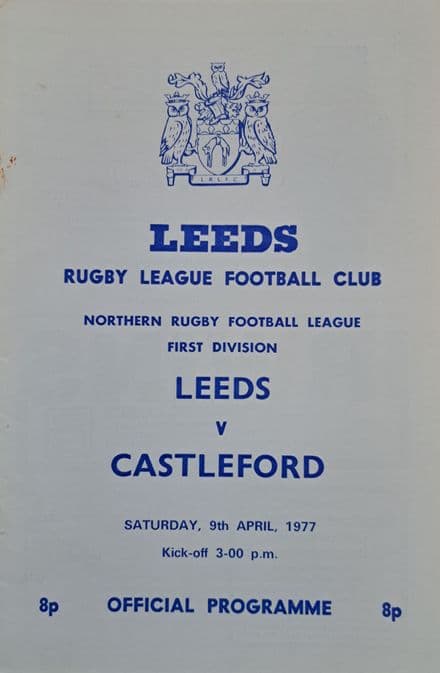 L.R.L.F.C.
LEEDS
RUGBY LEAGUE FOOTBALL CLUB
NORTHERN RUGBY FOOTBALL LEAGUE
FIRST DIVISION
LEEDS
v
CASTLEFORD
SATURDAY, 9th APRIL, 1977
Kick-off 3-00 p.m.
8p OFFICIAL PROGRAMME 8p